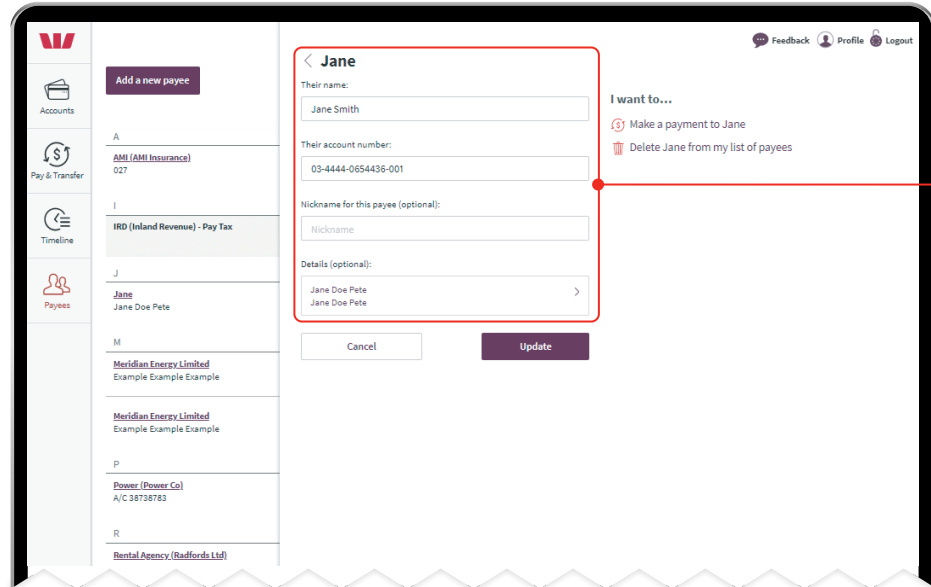 Feedback Profile Logout
Accounts
Pay & Transfer
Timeline
Payees
Add a new payee
A
AMI (AMI Insurance)
027
I
IRD (Inland Revenue) - Pay Tax
J
Jane
Jane Doe Pete
M
Meridian Energy Limited
Example Example Example
Meridian Energy Limited
Example Example Example
P
Power (Power Co)
A/C 38738783
R
Rental Agency (Radfords Ltd)
Jane
Their name:
Jane Smith
Their account number:
03-4444-0654436-001
Nickname for this payee (optional):
Nickname
Details (optional):
Jane Doe Pete
Jane Doe Pete
Cancel
Update
I want to...
Make a payment to Jane
Delete Jane from my list of payees